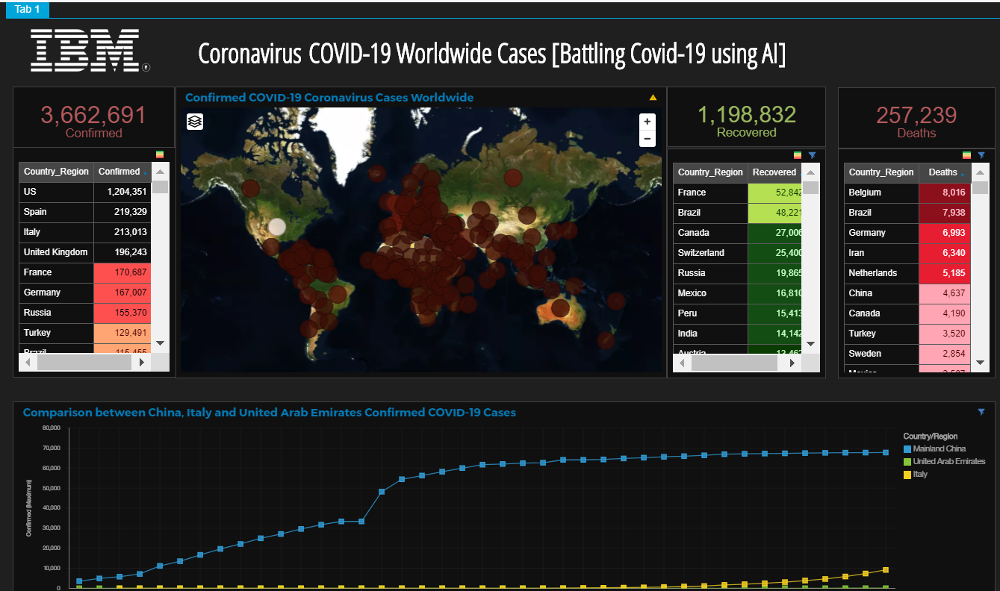 Tab 1
IBM®
Coronavirus COVID-19 Worldwide Cases [Battling Covid-19 using AI]
3,662,691
Confirmed
Country_Region Confirmed
US 1,204,351
Spain 219,329
Italy 213,013
United Kingdom 196,243
France 170,687
Germany 167,007
Russia 155,370
Turkey 129,491
Brazil 115,455
Confirmed COVID-19 Coronavirus Cases Worldwide
+
−
1,198,832
Recovered
Country_Region Recovered
France 52,842
Brazil 48,221
Canada 27,006
Switzerland 25,400
Russia 19,865
Mexico 16,810
Peru 15,413
India 14,142
Austria
257,239
Deaths
Country_Region Deaths
Belgium 8,016
Brazil 7,938
Germany 6,993
Iran 6,340
Netherlands 5,185
China 4,637
Canada 4,190
Turkey 3,520
Sweden 2,854
Comparison between China, Italy and United Arab Emirates Confirmed COVID-19 Cases
Confirmed (Maximum)
80,000
70,000
60,000
50,000
40,000
30,000
20,000
10,000
0
Country/Region
Mainland China
United Arab Emirates
Italy